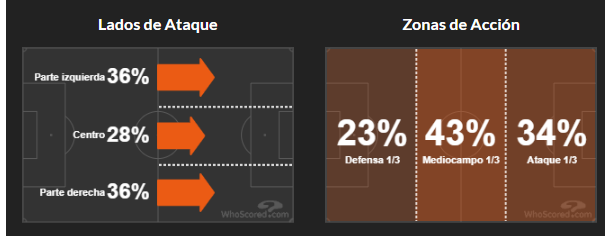 Lados de Ataque
Zonas de Acción
Parte izquierda 36%
Centro 28%
Parte derecha 36%
WhoScored.com
23% 43% 34%
Defensa 1/3 Mediocampo 1/3 Ataque 1/3
WhoScored.com